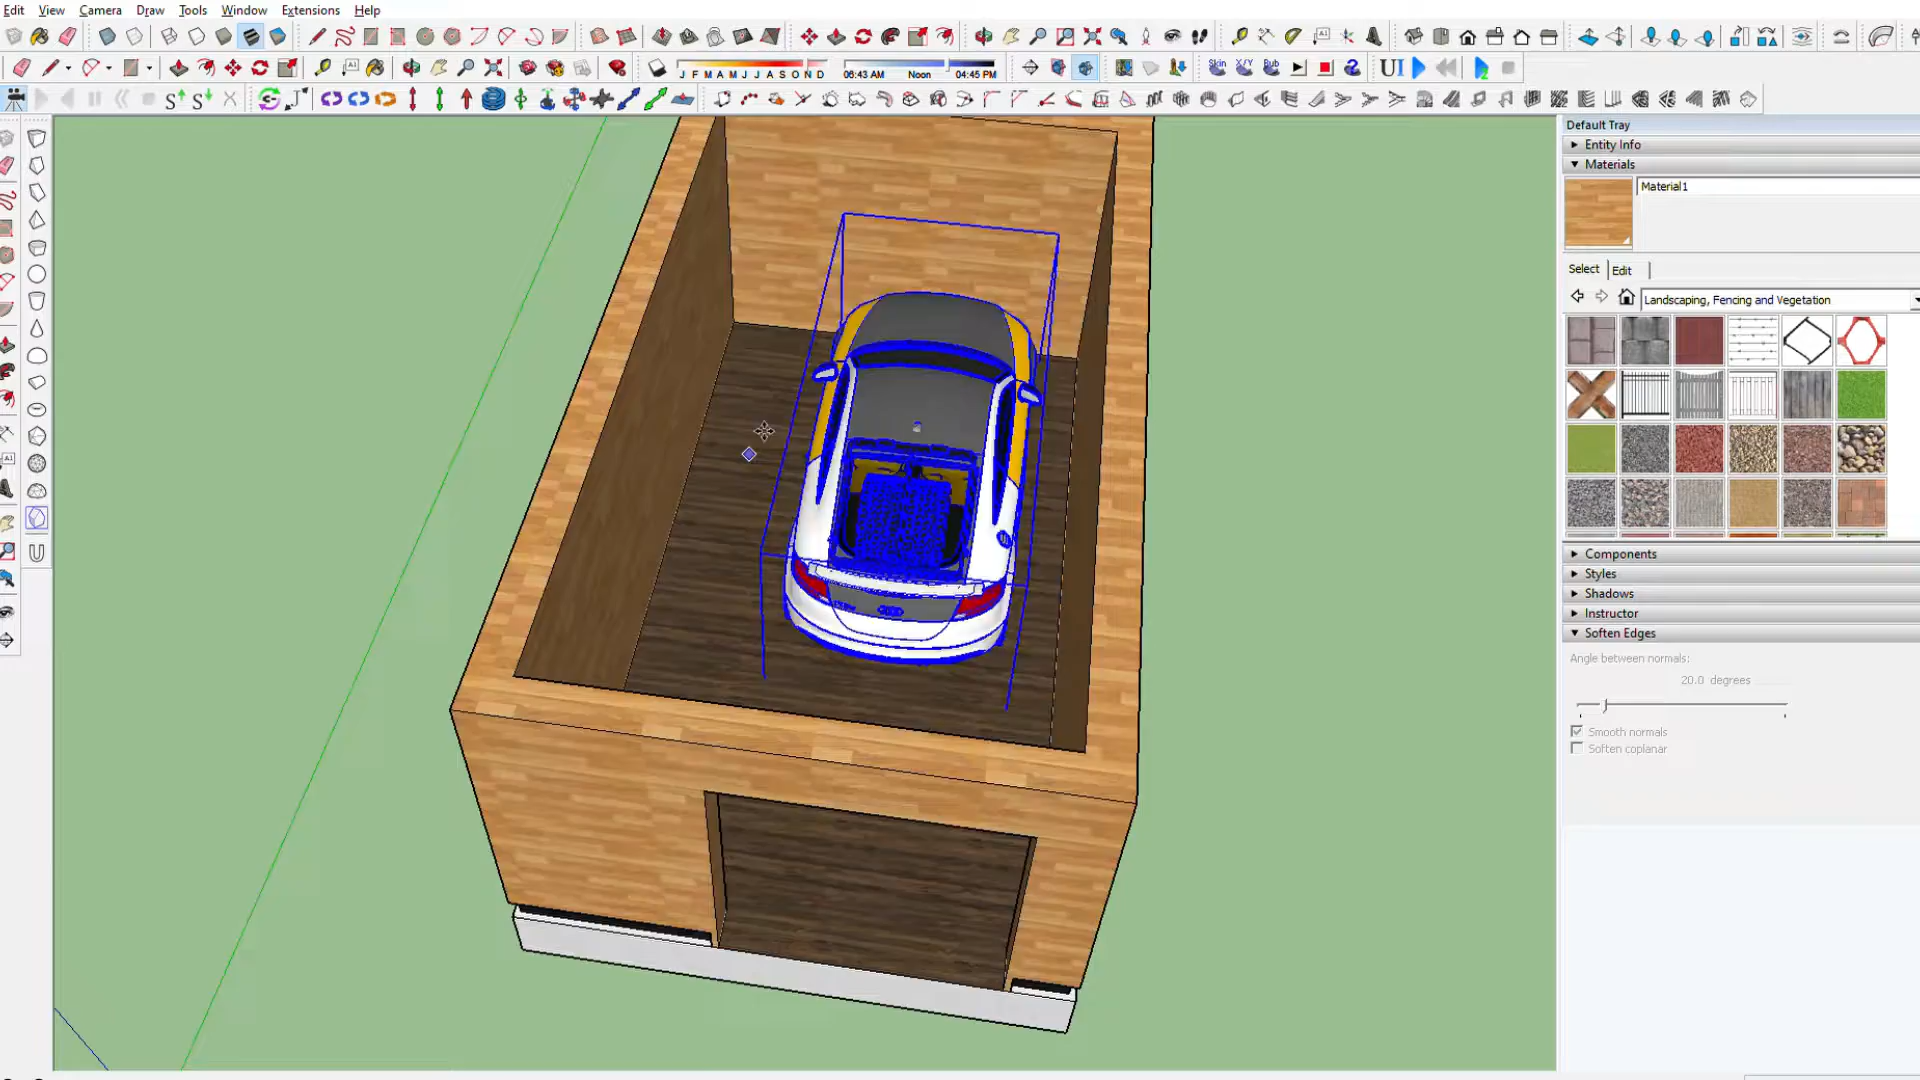 Edit View Camera Draw Tools Window Extensions Help
J F M A M J J A S O N D 06:43 AM Noon 04:45 PM
Skin X/Y Bub UI
Default Tray
Entity Info
Materials
Material1
Select Edit
Landscaping, Fencing and Vegetation
Components
Styles
Shadows
Instructor
Soften Edges
Angle between normals:
20.0 degrees
Smooth normals
Soften coplanar